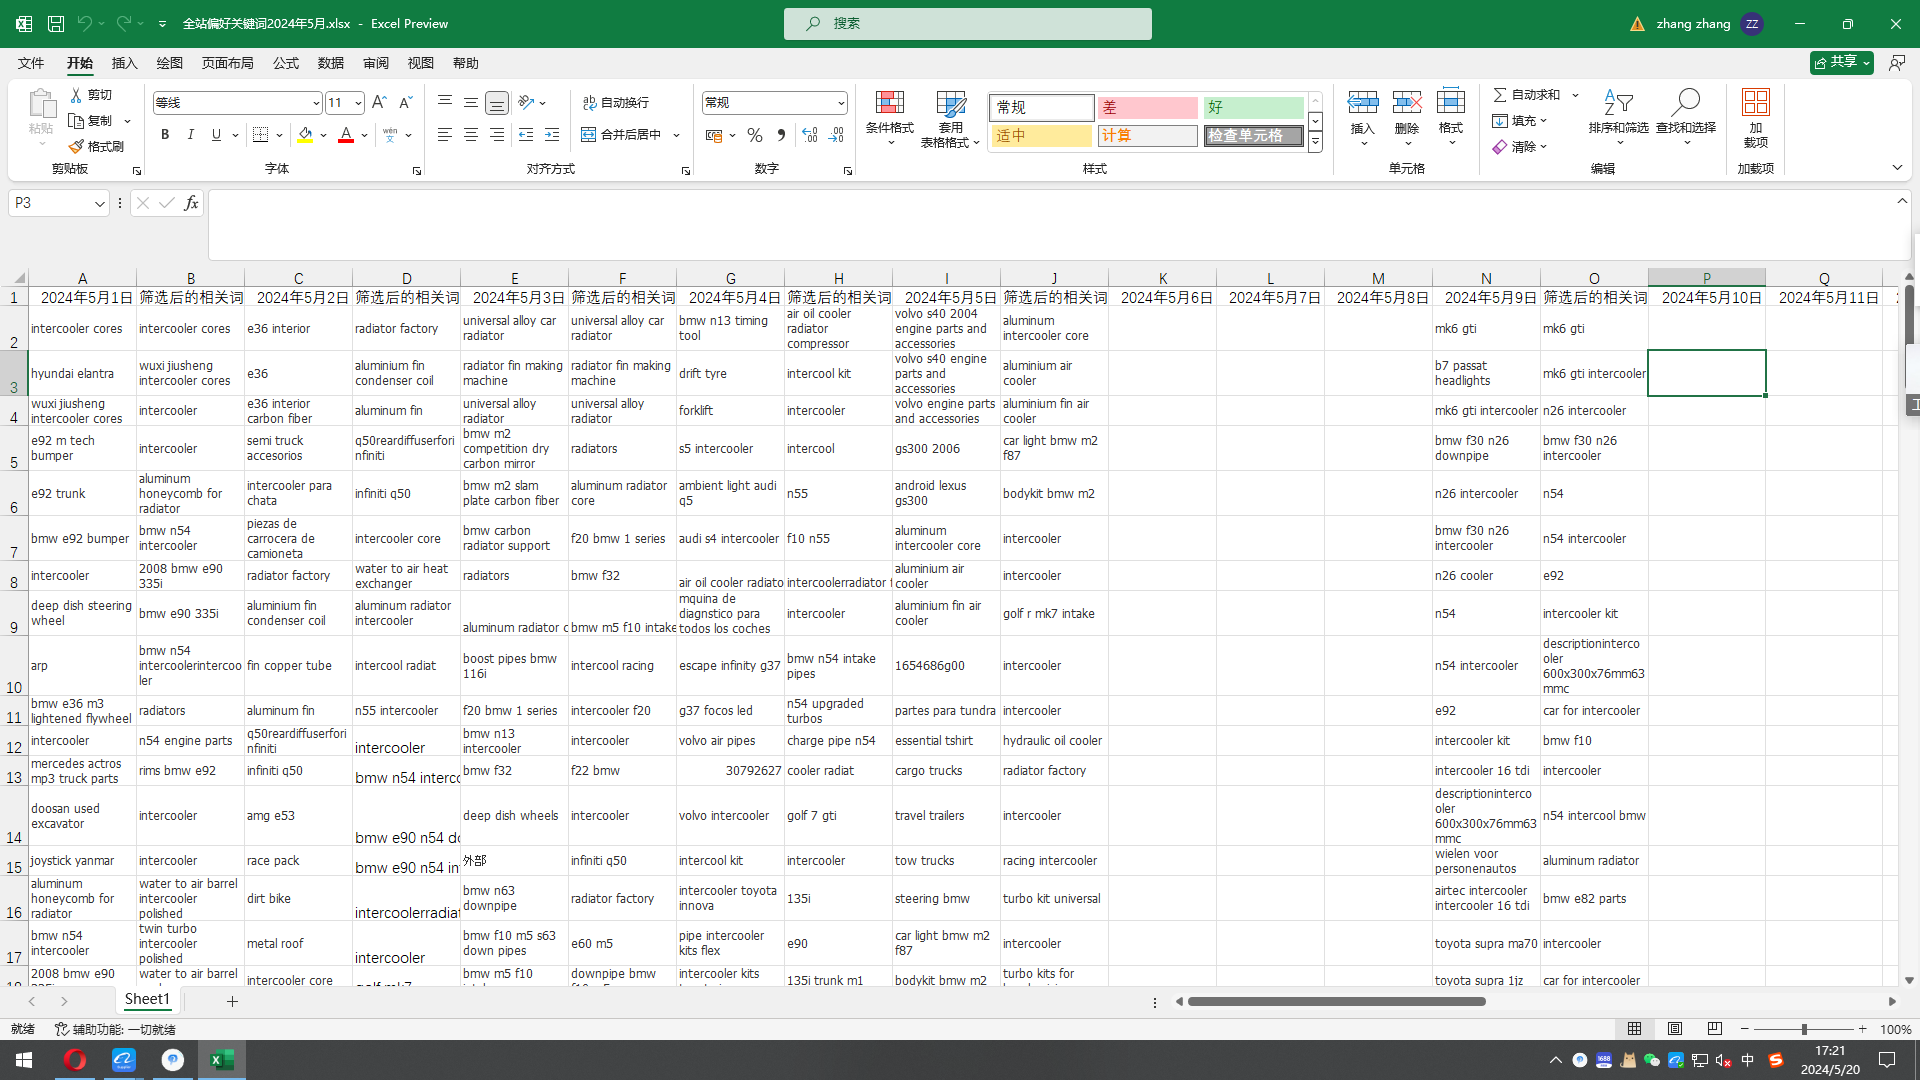 全站偏好关键词2024年5月.xlsx - Excel Preview
搜索
zhang zhang ZZ
文件 开始 插入 绘图 页面布局 公式 数据 审阅 视图 帮助
共享
粘贴 剪切 复制 格式刷 剪贴板
等线 11 B I U 字体
自动换行 合并后居中 对齐方式
常规 数字
条件格式 套用表格格式
常规 差 好
适中 计算 检查单元格
样式
插入 删除 格式 单元格
自动求和 填充 清除 排序和筛选 查找和选择 编辑
加载项 加载项
P3 fx
A B C D E F G H I J K L M N O P Q
1 2024年5月1日 筛选后的相关词 2024年5月2日 筛选后的相关词 2024年5月3日 筛选后的相关词 2024年5月4日 筛选后的相关词 2024年5月5日 筛选后的相关词 2024年5月6日 2024年5月7日 2024年5月8日 2024年5月9日 筛选后的相关词 2024年5月10日 2024年5月11日
2 intercooler cores intercooler cores e36 interior radiator factory universal alloy car radiator universal alloy car radiator bmw n13 timing tool air oil cooler radiator compressor volvo s40 2004 engine parts and accessories aluminum intercooler core mk6 gti mk6 gti
3 hyundai elantra wuxi jiusheng intercooler cores e36 aluminium fin condenser coil radiator fin making machine radiator fin making machine drift tyre intercool kit volvo s40 engine parts and accessories aluminium air cooler b7 passat headlights mk6 gti intercooler
4 wuxi jiusheng intercooler cores intercooler e36 interior carbon fiber aluminum fin universal alloy radiator universal alloy radiator forklift intercooler volvo engine parts and accessories aluminium fin air cooler mk6 gti intercooler n26 intercooler
5 e92 m tech bumper intercooler semi truck accesorios q50reardiffuserforinfiniti bmw m2 competition dry carbon mirror radiators s5 intercooler intercool gs300 2006 car light bmw m2 f87 bmw f30 n26 downpipe bmw f30 n26 intercooler
6 e92 trunk aluminum honeycomb for radiator intercooler para chata infiniti q50 bmw m2 slam plate carbon fiber aluminum radiator core ambient light audi q5 n55 android lexus gs300 bodykit bmw m2 n26 intercooler n54
7 bmw e92 bumper bmw n54 intercooler piezas de carrocera de camioneta intercooler core bmw carbon radiator support f20 bmw 1 series audi s4 intercooler f10 n55 aluminum intercooler core intercooler bmw f30 n26 intercooler n54 intercooler
8 intercooler 2008 bmw e90 335i radiator factory water to air heat exchanger radiators bmw f32 air oil cooler radiato intercoolerradiator aluminium air cooler intercooler n26 cooler e92
9 deep dish steering wheel bmw e90 335i aluminium fin condenser coil aluminum radiator intercooler aluminum radiator c bmw m5 f10 intake mquina de diagnstico para todos los coches intercooler aluminium fin air cooler golf r mk7 intake n54 intercooler kit
10 arp bmw n54 intercoolerintercooler fin copper tube intercool radiat boost pipes bmw 116i intercool racing escape infinity g37 bmw n54 intake pipes 1654686g00 intercooler n54 intercooler descriptionintercooler 600x300x76mm63mmc
11 bmw e36 m3 lightened flywheel radiators aluminum fin n55 intercooler f20 bmw 1 series intercooler f20 g37 focos led n54 upgraded turbos partes para tundra intercooler e92 car for intercooler
12 intercooler n54 engine parts q50reardiffuserforinfiniti intercooler bmw n13 intercooler intercooler volvo air pipes charge pipe n54 essential tshirt hydraulic oil cooler intercooler kit bmw f10
13 mercedes actros mp3 truck parts rims bmw e92 infiniti q50 bmw n54 interco bmw f32 f22 bmw 30792627 cooler radiat cargo trucks radiator factory intercooler 16 tdi intercooler
14 doosan used excavator intercooler amg e53 bmw e90 n54 do deep dish wheels intercooler volvo intercooler golf 7 gti travel trailers intercooler descriptionintercooler 600x300x76mm63mmc n54 intercool bmw
15 joystick yanmar intercooler race pack bmw e90 n54 in 外部 infiniti q50 intercool kit intercooler tow trucks racing intercooler wielen voor personenautos aluminum radiator
16 aluminum honeycomb for radiator water to air barrel intercooler polished dirt bike intercoolerradia bmw n63 downpipe radiator factory intercooler toyota innova 135i steering bmw turbo kit universal airtec intercooler intercooler 16 tdi bmw e82 parts
17 bmw n54 intercooler twin turbo intercooler polished metal roof intercooler bmw f10 m5 s63 down pipes e60 m5 pipe intercooler kits flex e90 car light bmw m2 f87 intercooler toyota supra ma70 intercooler
2008 bmw e90 water to air barrel intercooler core bmw m5 f10 downpipe bmw intercooler kits 135i trunk m1 bodykit bmw m2 turbo kits for toyota supra 1jz car for intercooler
Sheet1
就绪 辅助功能: 一切就绪 100%
中 17:21
2024/5/20